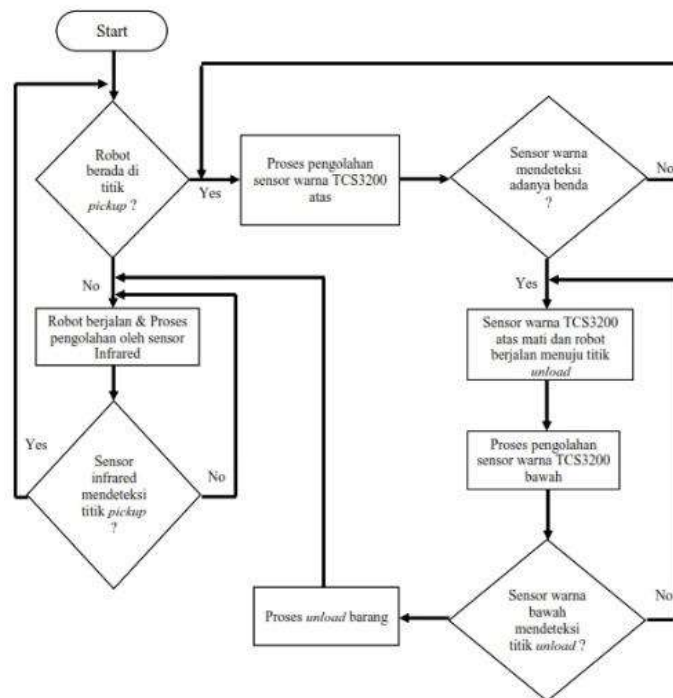 Start
Robot
berada di
titik
pickup ?
Yes
Proses pengolahan
sensor warna TCS3200
atas
Sensor warna
mendeteksi
adanya benda
?
No
No
Robot berjalan & Proses
pengolahan oleh sensor
Infrared
Yes
Sensor
infrared
mendeteksi
titik pickup
?
No
Yes
Sensor warna TCS3200
atas mati dan robot
berjalan menuju titik
unload
Proses pengolahan
sensor warna TCS3200
bawah
Sensor warna
bawah
mendeteksi
titik unload ?
No
Proses unload barang